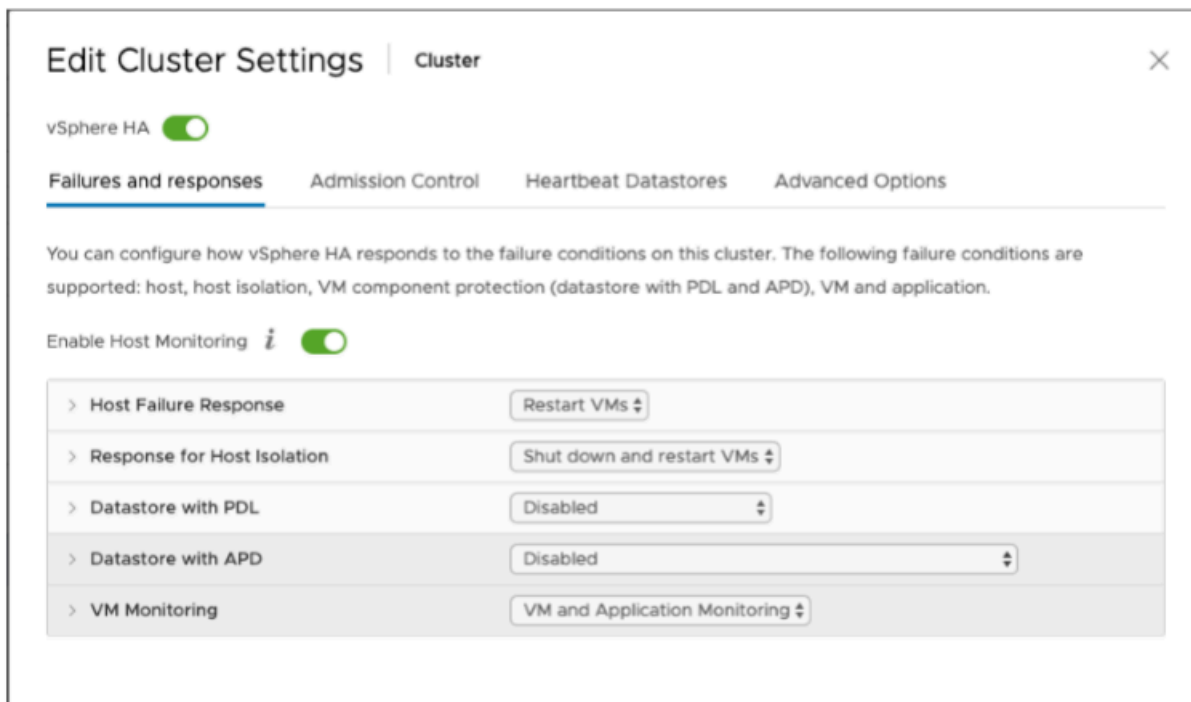 Edit Cluster Settings Cluster
vSphere HA
Failures and responses Admission Control Heartbeat Datastores Advanced Options
You can configure how vSphere HA responds to the failure conditions on this cluster. The following failure conditions are
supported: host, host isolation, VM component protection (datastore with PDL and APD), VM and application.
Enable Host Monitoring i
Host Failure Response Restart VMs
Response for Host Isolation Shut down and restart VMs
Datastore with PDL Disabled
Datastore with APD Disabled
VM Monitoring VM and Application Monitoring